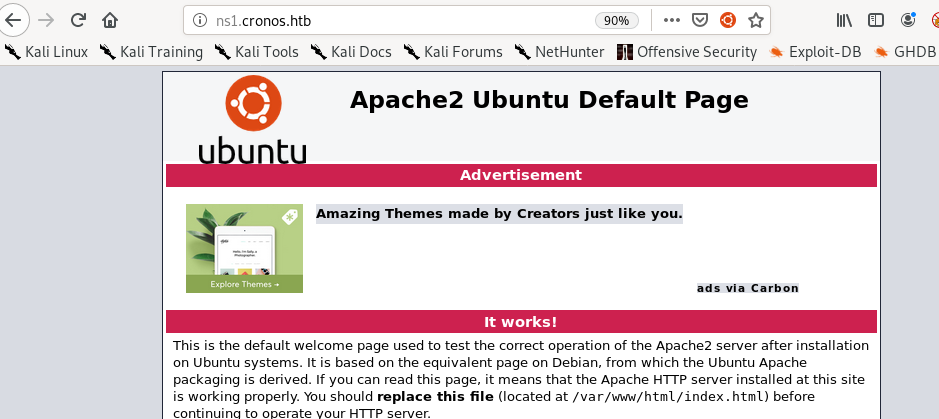 ns1.cronos.htb
90%
Kali Linux Kali Training Kali Tools Kali Docs Kali Forums NetHunter Offensive Security Exploit-DB GHDB
Apache2 Ubuntu Default Page
ubuntu
Advertisement
Amazing Themes made by Creators just like you.
Explore Themes →
ads via Carbon
It works!
This is the default welcome page used to test the correct operation of the Apache2 server after installation
on Ubuntu systems. It is based on the equivalent page on Debian, from which the Ubuntu Apache
packaging is derived. If you can read this page, it means that the Apache HTTP server installed at this site
is working properly. You should replace this file (located at /var/www/html/index.html) before
continuing to operate your HTTP server.